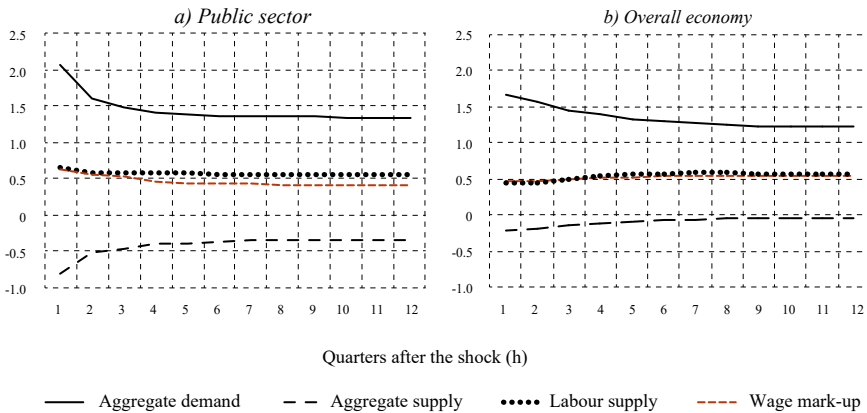 a) Public sector
b) Overall economy
2.5
2.0
1.5
1.0
0.5
0
-0.5
-1.0
1 2 3 4 5 6 7 8 9 10 11 12
2.5
2.0
1.5
1.0
0.5
0
-0.5
-1.0
1 2 3 4 5 6 7 8 9 10 11 12
Quarters after the shock (h)
Aggregate demand Aggregate supply Labour supply Wage mark-up